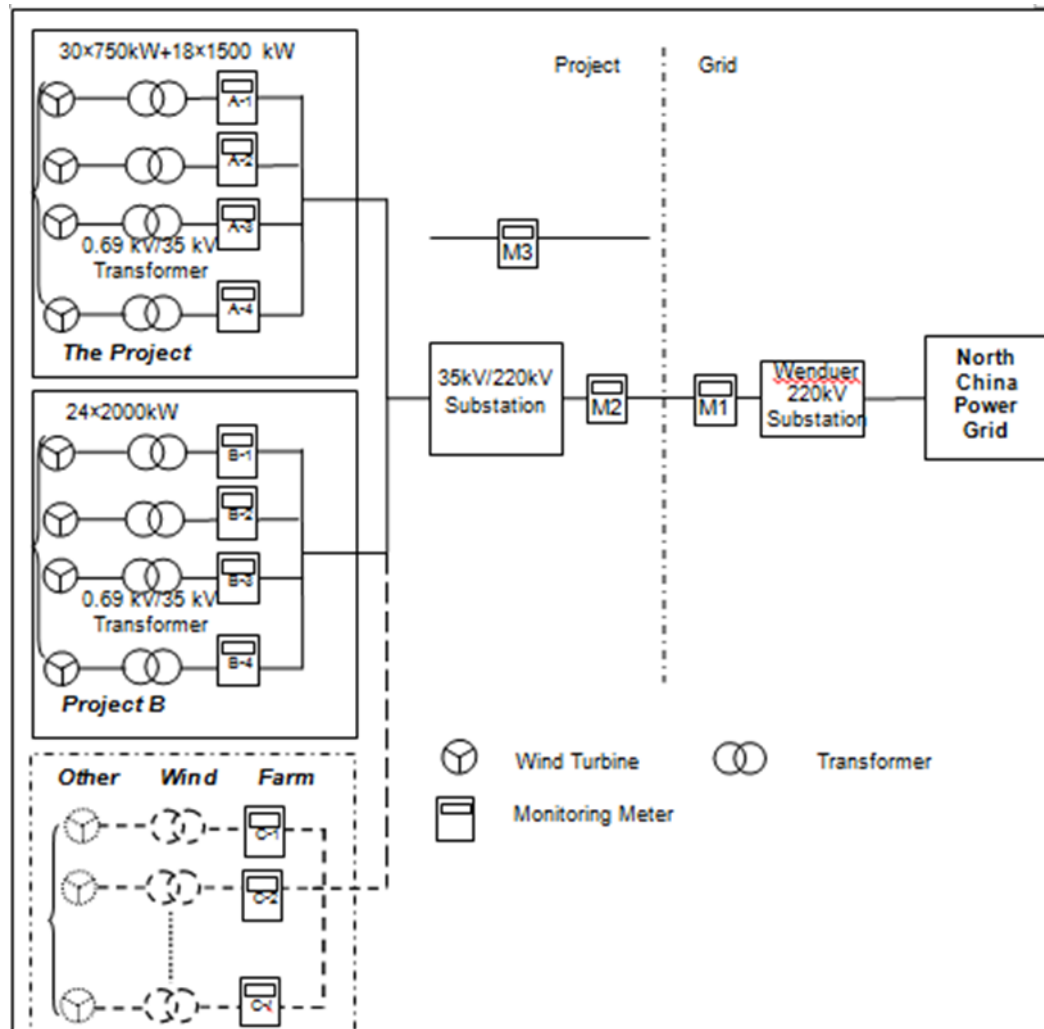 30×750kW+18×1500 kW
A-1
A-2
A-3
0.69 kV/35 kV
Transformer
A-4
The Project
Project Grid
M3
35kV/220kV
Substation
M2
M1
Wenduer
220kV
Substation
North
China
Power
Grid
24×2000kW
B-1
B-2
B-3
0.69 kV/35 kV
Transformer
B-4
Project B
Other Wind Farm
C-1
C-2
Wind Turbine
Transformer
Monitoring Meter